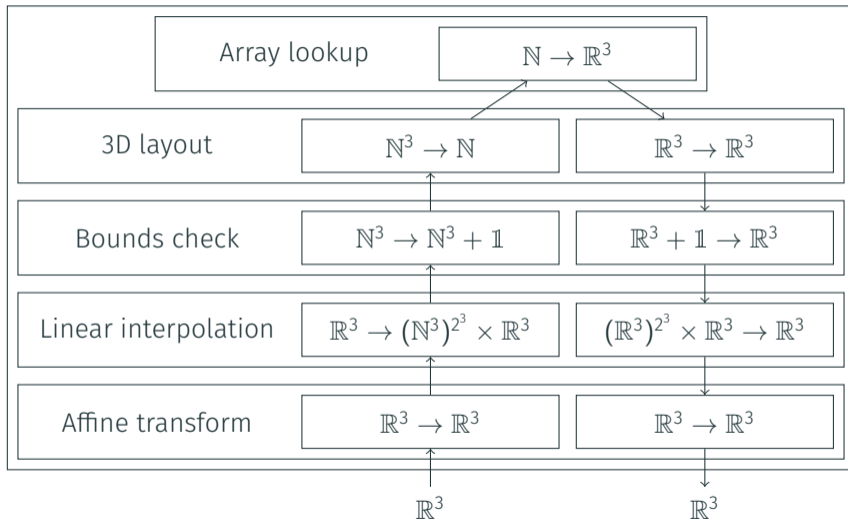 Array lookup ℕ → ℝ³
3D layout ℕ³ → ℕ ℝ³ → ℝ³
Bounds check ℕ³ → ℕ³ + 𝟙 ℝ³ + 𝟙 → ℝ³
Linear interpolation ℝ³ → (ℕ³)^{2³} × ℝ³ (ℝ³)^{2³} × ℝ³ → ℝ³
Affine transform ℝ³ → ℝ³ ℝ³ → ℝ³
ℝ³ ℝ³